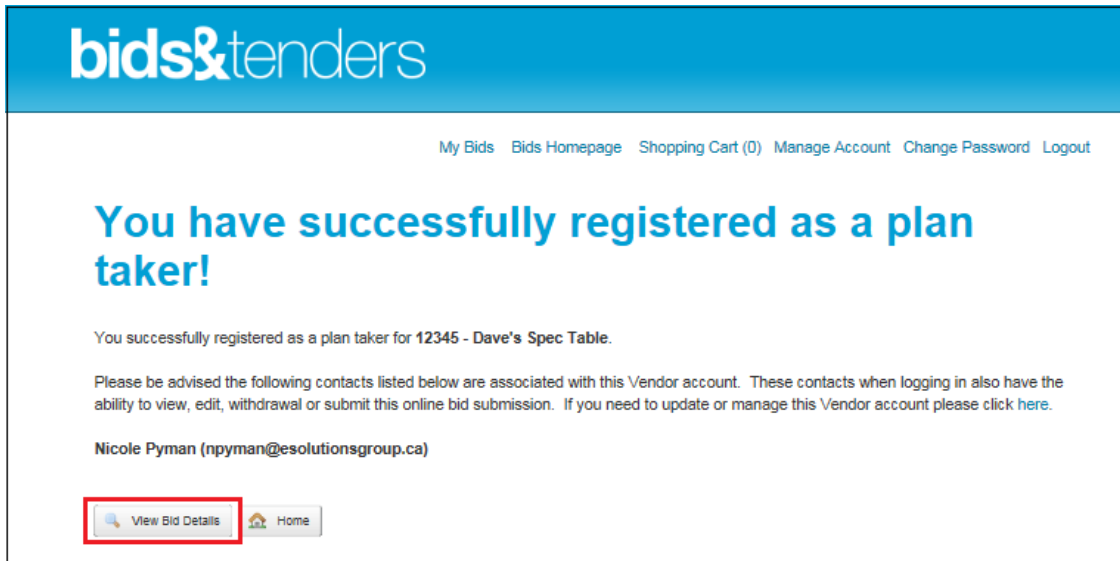 bids&tenders
My Bids Bids Homepage Shopping Cart (0) Manage Account Change Password Logout
You have successfully registered as a plan
taker!
You successfully registered as a plan taker for 12345 - Dave's Spec Table.
Please be advised the following contacts listed below are associated with this Vendor account. These contacts when logging in also have the
ability to view, edit, withdrawal or submit this online bid submission. If you need to update or manage this Vendor account please click here.
Nicole Pyman (npyman@esolutionsgroup.ca)
View Bid Details Home